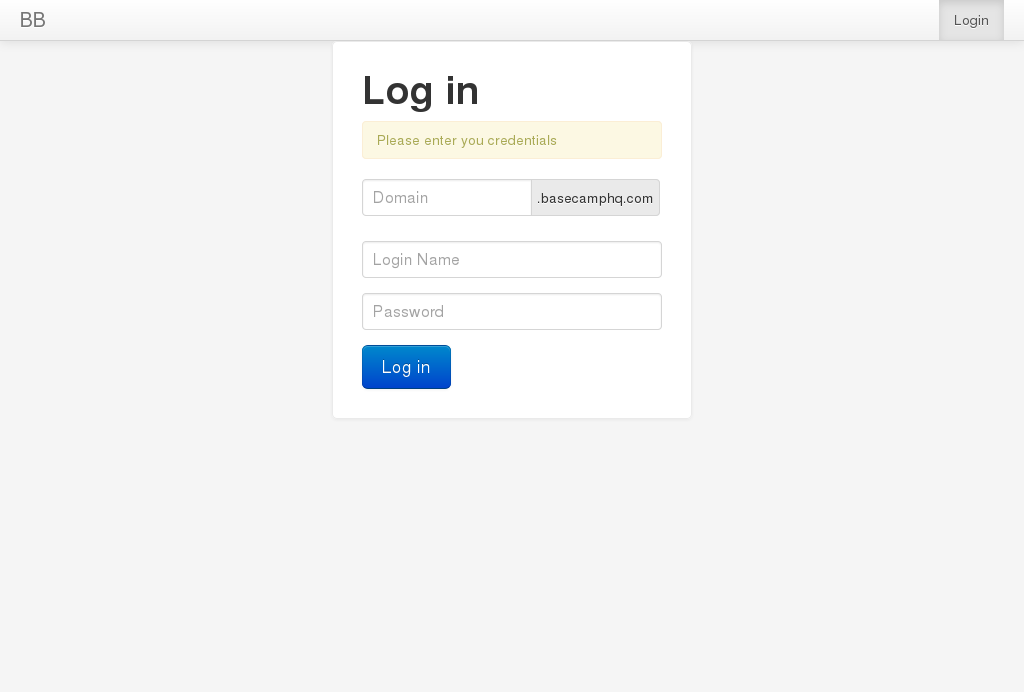 BB
Login
Log in
Please enter you credentials
Domain .basecamphq.com
Login Name
Password
Log in